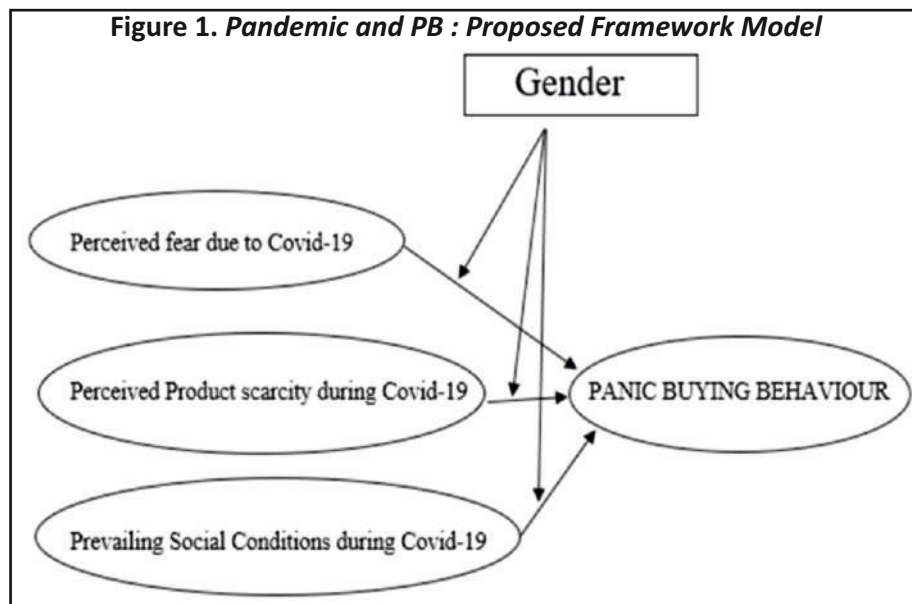 Figure 1. Pandemic and PB : Proposed Framework Model
Gender
Perceived fear due to Covid-19
Perceived Product scarcity during Covid-19
PANIC BUYING BEHAVIOUR
Prevailing Social Conditions during Covid-19